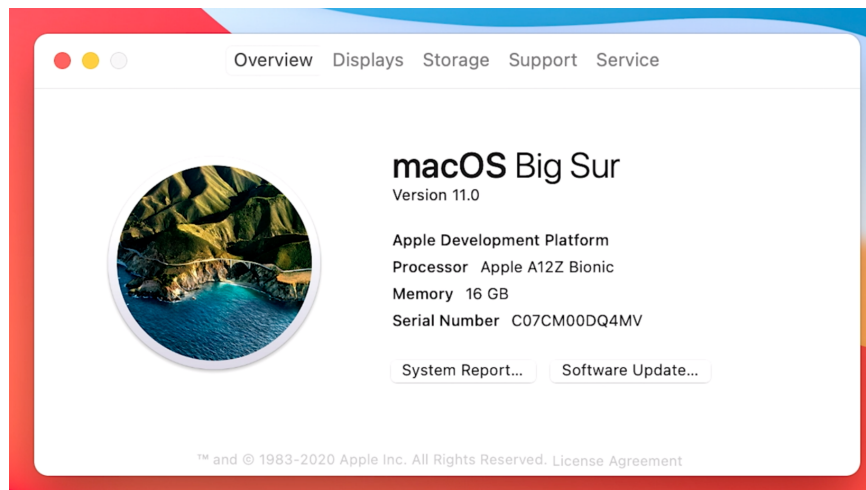 Overview Displays Storage Support Service
macOS Big Sur
Version 11.0
Apple Development Platform
Processor Apple A12Z Bionic
Memory 16 GB
Serial Number C07CM00DQ4MV
System Report... Software Update...
™ and © 1983-2020 Apple Inc. All Rights Reserved. License Agreement